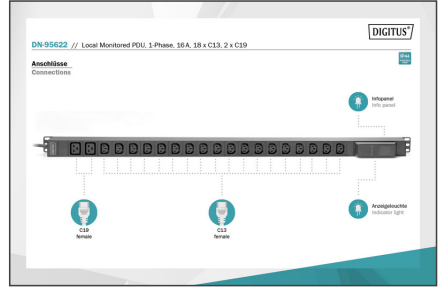 DIGITUS®
DN-95622 // Local Monitored PDU, 1-Phase, 16 A, 18 x C13, 2 x C19
Anschlüsse
Connections
Infopanel
Info panel
C19
female
C13
female
Anzeigeleuchte
Indicator light